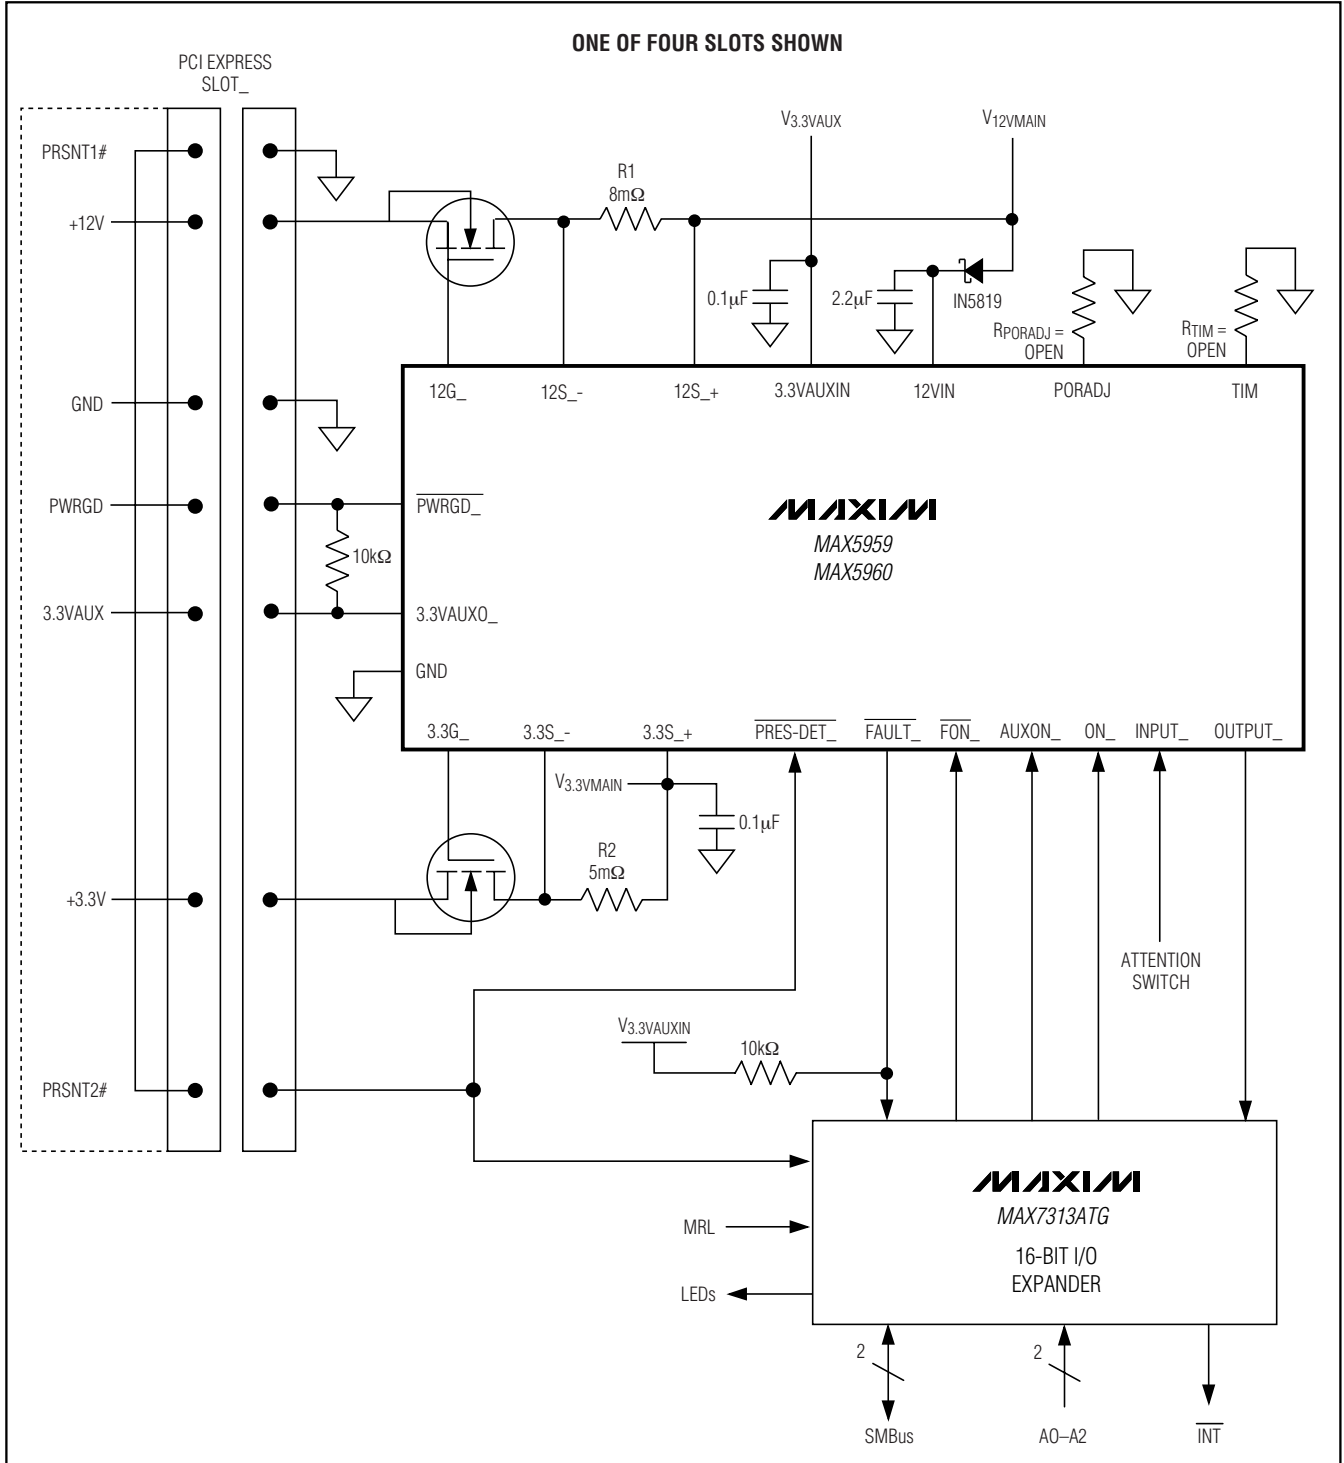 ONE OF FOUR SLOTS SHOWN
PCI EXPRESS
SLOT_
V3.3VAUX
V12VMAIN
PRSNT1#
R1
8mΩ
+12V
0.1μF
2.2μF
IN5819
RPORADJ =
OPEN
RTIM =
OPEN
12G_
12S_-
12S_+
3.3VAUXIN
12VIN
PORADJ
TIM
GND
PWRGD
PWRGD_
MAXIM
MAX5959
MAX5960
10kΩ
3.3VAUX
3.3VAUXO_
GND
3.3G_
3.3S_-
3.3S_+
PRES-DET_
FAULT_
FON_
AUXON_
ON_
INPUT_
OUTPUT_
V3.3VMAIN
0.1μF
R2
5mΩ
+3.3V
ATTENTION
SWITCH
V3.3VAUXIN
10kΩ
PRSNT2#
MAXIM
MAX7313ATG
16-BIT I/O
EXPANDER
MRL
LEDs
2
2
SMBus
AO–A2
INT